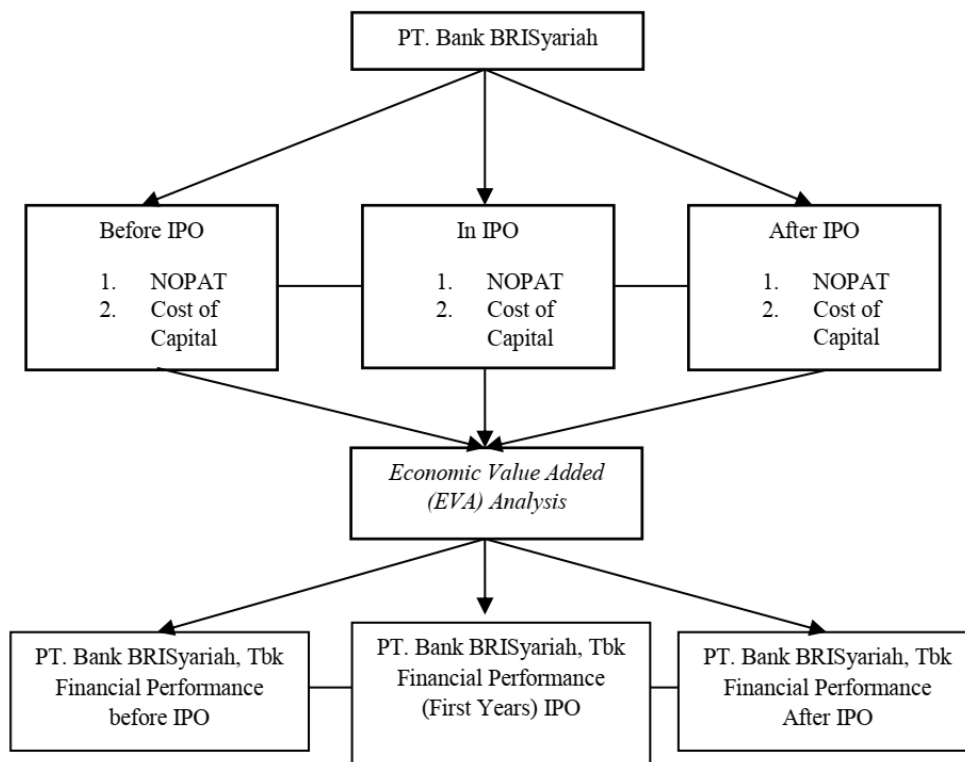 PT. Bank BRISyariah
Before IPO
1. NOPAT
2. Cost of
Capital
In IPO
1. NOPAT
2. Cost of
Capital
After IPO
1. NOPAT
2. Cost of
Capital
Economic Value Added
(EVA) Analysis
PT. Bank BRISyariah, Tbk
Financial Performance
before IPO
PT. Bank BRISyariah, Tbk
Financial Performance
(First Years) IPO
PT. Bank BRISyariah, Tbk
Financial Performance
After IPO